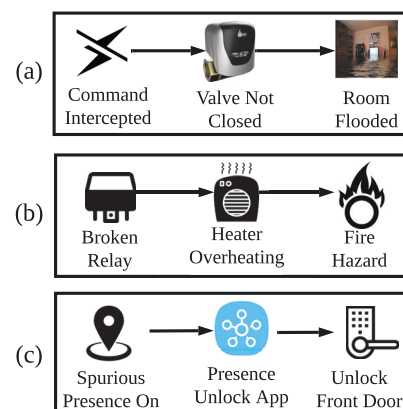 (a)
Command
Intercepted
Valve Not
Closed
Room
Flooded
(b)
Broken
Relay
Heater
Overheating
Fire
Hazard
(c)
Spurious
Presence On
Presence
Unlock App
Unlock
Front Door